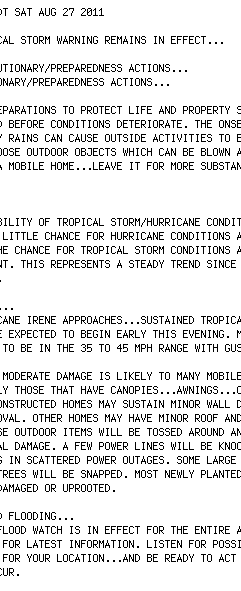 DT SAT AUG 27 2011
CAL STORM WARNING REMAINS IN EFFECT...
UTIONARY/PREPAREDNESS ACTIONS...
ONARY/PREPAREDNESS ACTIONS...
EPARATIONS TO PROTECT LIFE AND PROPERTY S
D BEFORE CONDITIONS DETERIORATE. THE ONSE
Y RAINS CAN CAUSE OUTSIDE ACTIVITIES TO B
OOSE OUTDOOR OBJECTS WHICH CAN BE BLOWN A
A MOBILE HOME...LEAVE IT FOR MORE SUBSTAN
BILITY OF TROPICAL STORM/HURRICANE CONDIT
LITTLE CHANCE FOR HURRICANE CONDITIONS A
HE CHANCE FOR TROPICAL STORM CONDITIONS A
NT. THIS REPRESENTS A STEADY TREND SINCE
.
...
CANE IRENE APPROACHES...SUSTAINED TROPICA
E EXPECTED TO BEGIN EARLY THIS EVENING. M
TO BE IN THE 35 TO 45 MPH RANGE WITH GUS
MODERATE DAMAGE IS LIKELY TO MANY MOBILE
LY THOSE THAT HAVE CANOPIES...AWNINGS...C
ONSTRUCTED HOMES MAY SUSTAIN MINOR WALL D
OVAL. OTHER HOMES MAY HAVE MINOR ROOF AND
SE OUTDOOR ITEMS WILL BE TOSSED AROUND AN
AL DAMAGE. A FEW POWER LINES WILL BE KNOC
G IN SCATTERED POWER OUTAGES. SOME LARGE
TREES WILL BE SNAPPED. MOST NEWLY PLANTED
DAMAGED OR UPROOTED.
D FLOODING...
FLOOD WATCH IS IN EFFECT FOR THE ENTIRE A
FOR LATEST INFORMATION. LISTEN FOR POSSI
FOR YOUR LOCATION...AND BE READY TO ACT
CUR.